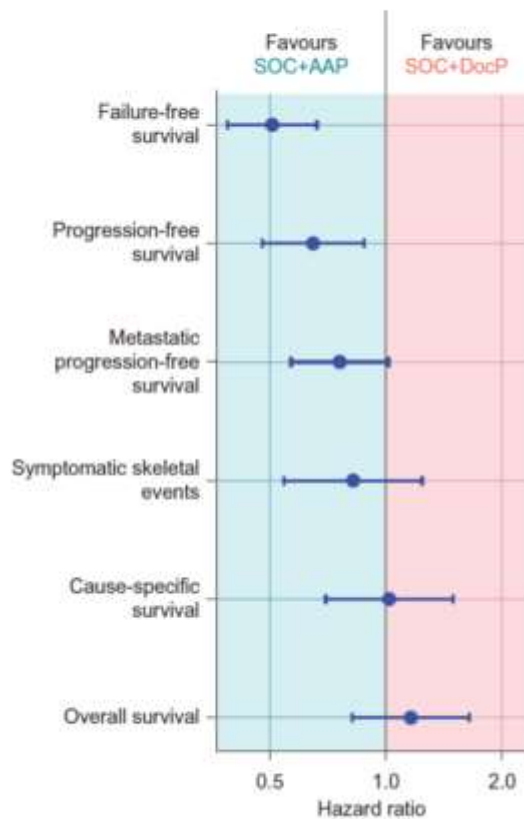 Favours
SOC+AAP
Favours
SOC+DocP
Failure-free
survival
Progression-free
survival
Metastatic
progression-free
survival
Symptomatic skeletal
events
Cause-specific
survival
Overall survival
0.5 1.0 2.0
Hazard ratio